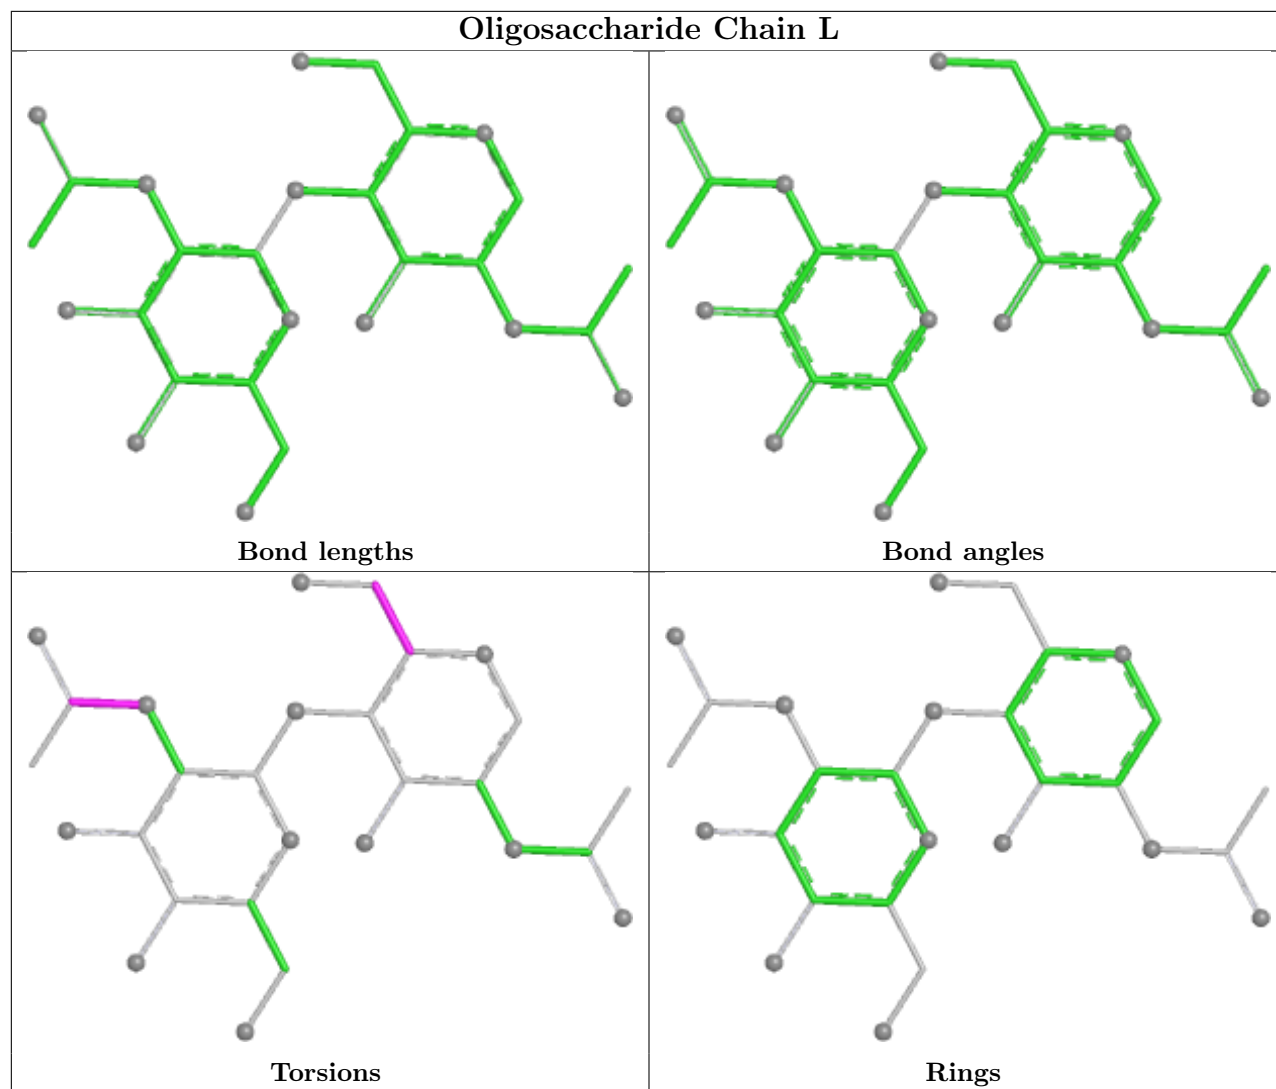 Oligosaccharide Chain L
Bond lengths
Bond angles
Torsions
Rings